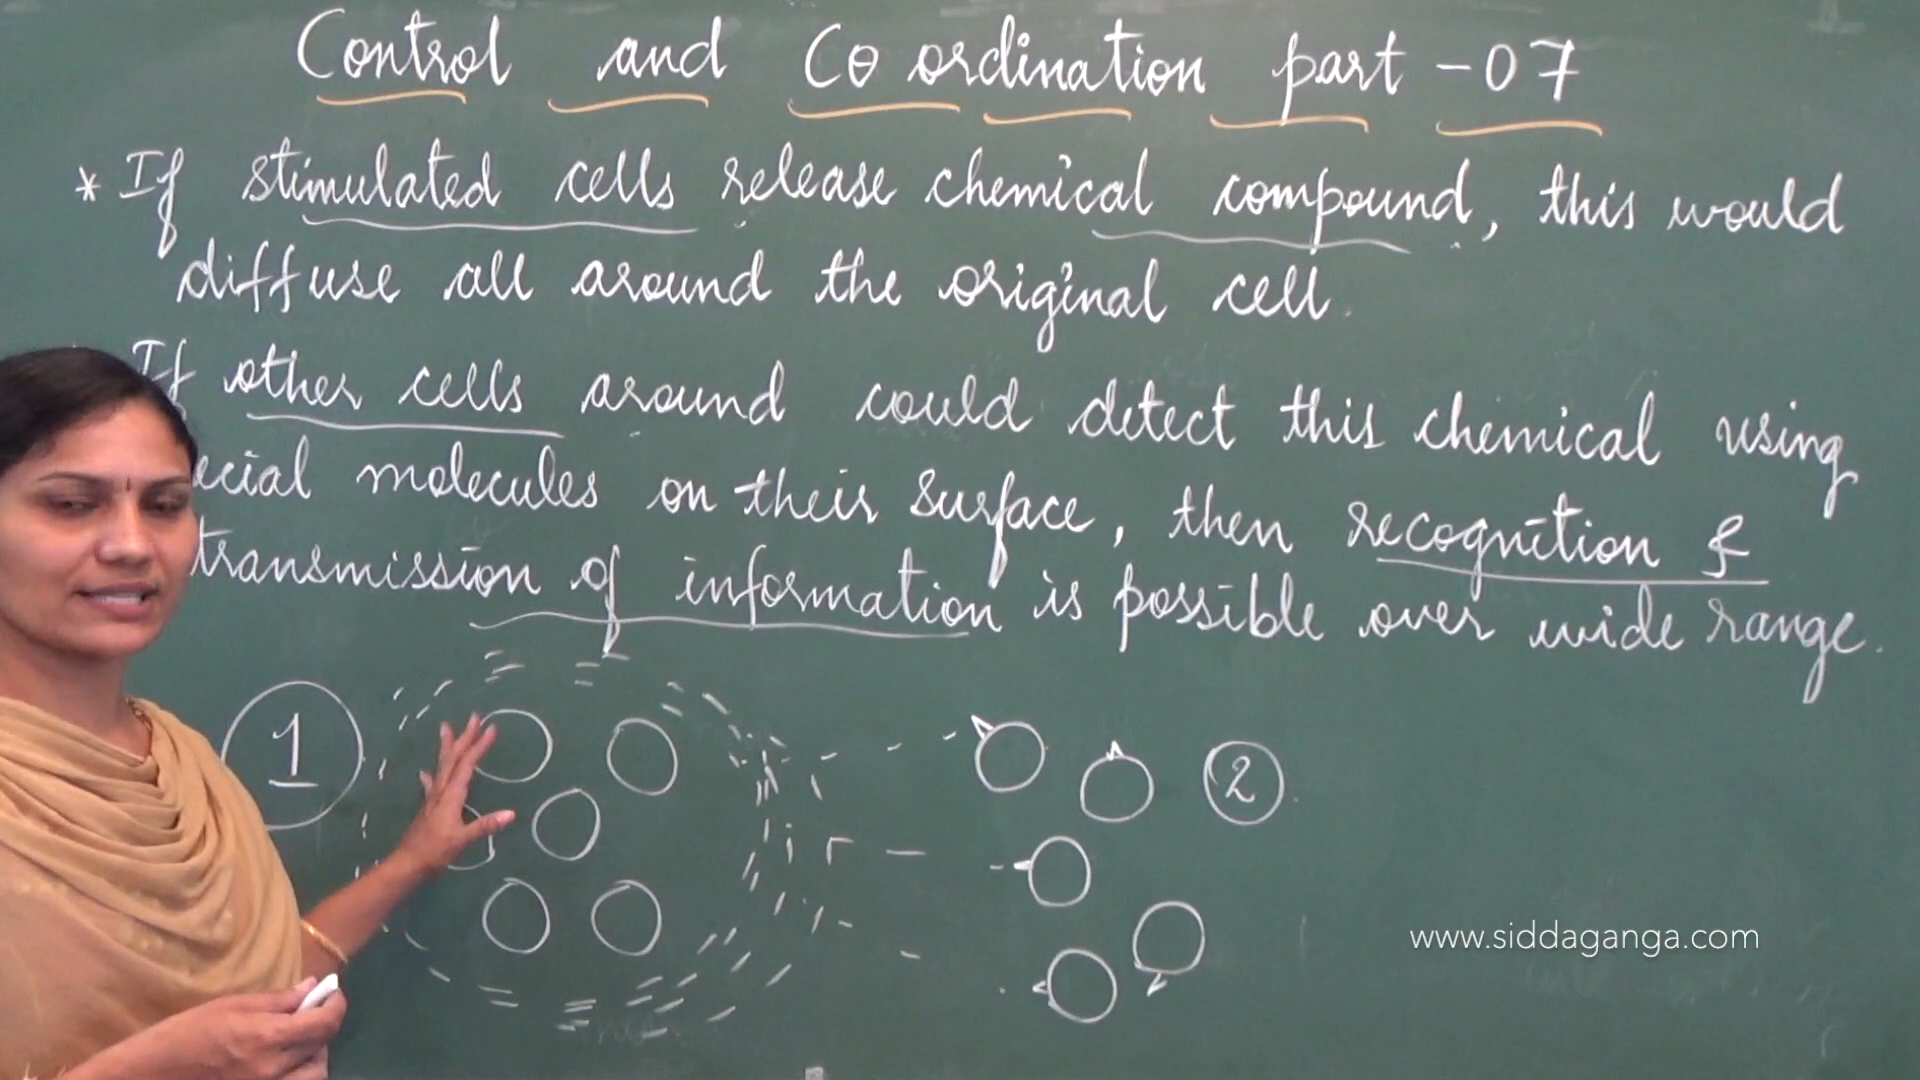 Control and Co ordination part - 07
* If stimulated cells release chemical compound, this would
diffuse all around the original cell.
If other cells around could detect this chemical using
ecial molecules on their surface, then recognition &
transmission of information is possible over wide range.
1
2
www.siddaganga.com